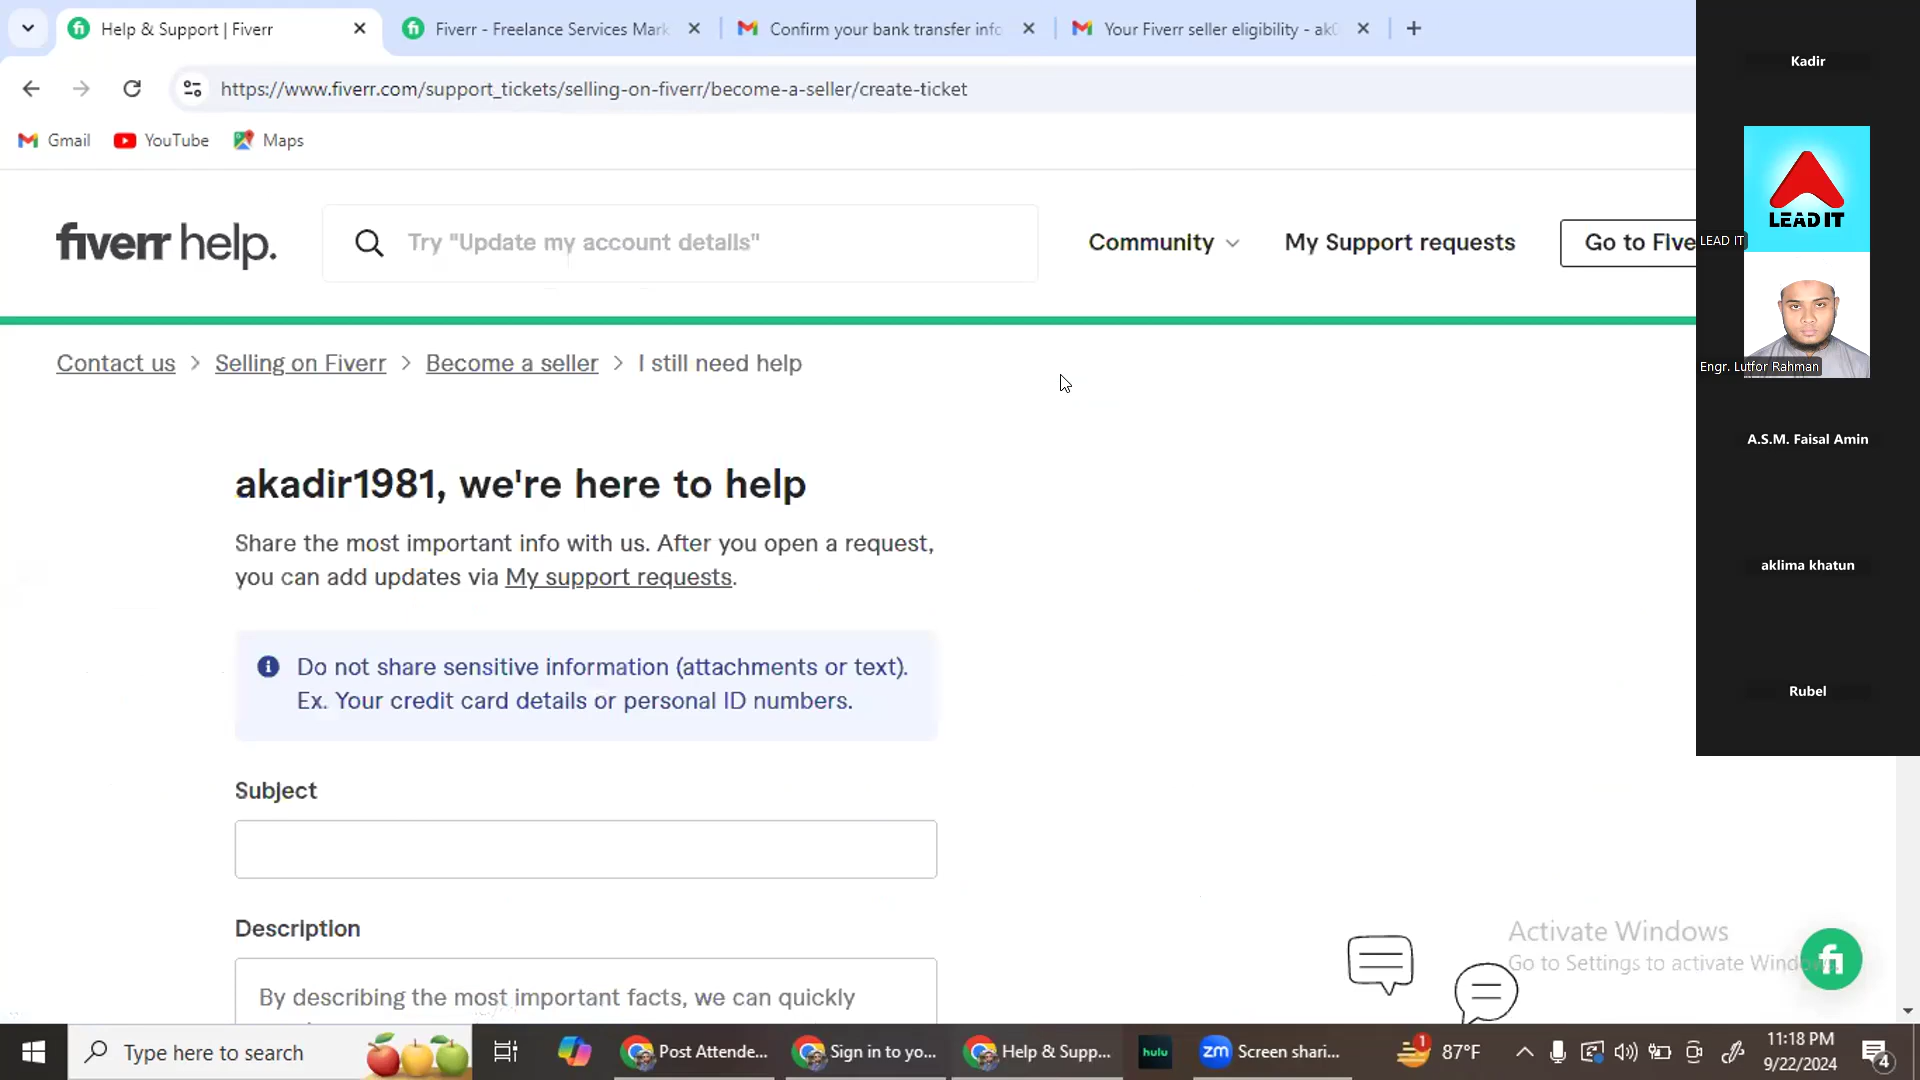 Help & Support | Fiverr
Fiverr - Freelance Services Mark
Confirm your bank transfer info
Your Fiverr seller eligibility - ak
https://www.fiverr.com/support_tickets/selling-on-fiverr/become-a-seller/create-ticket
Gmail
YouTube
Maps
fiverr help.
Try "Update my account details"
Community
My Support requests
Go to Five
Contact us > Selling on Fiverr > Become a seller > I still need help
akadir1981, we're here to help
Share the most important info with us. After you open a request,
you can add updates via My support requests.
Do not share sensitive information (attachments or text).
Ex. Your credit card details or personal ID numbers.
Subject
Description
By describing the most important facts, we can quickly
Kadir
LEAD IT
LEAD IT
Engr. Lutfor Rahman
A.S.M. Faisal Amin
aklima khatun
Rubel
Activate Windows
Go to Settings to activate Windows.
fi
Type here to search
Post Attende...
Sign in to yo...
Help & Supp...
hulu
zm
Screen shari...
1
87°F
11:18 PM
9/22/2024
4